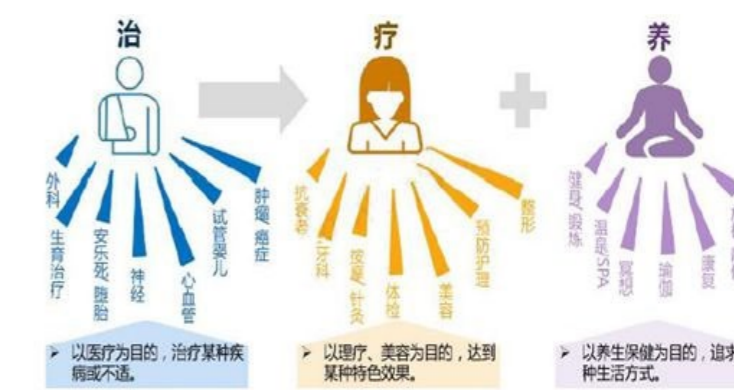 治
疗
养
外科
生育治疗
安乐死/堕胎
神经
心血管
试管婴儿
肿瘤/癌症
抗衰老
牙科
按摩/针灸
体检
美容
预防护理
整形
健身/锻炼
温泉/SPA
冥想
瑜伽
康复
➢ 以医疗为目的，治疗某种疾
病或不适。
➢ 以理疗、美容为目的，达到
某种特色效果。
➢ 以养生保健为目的，追求
种生活方式。